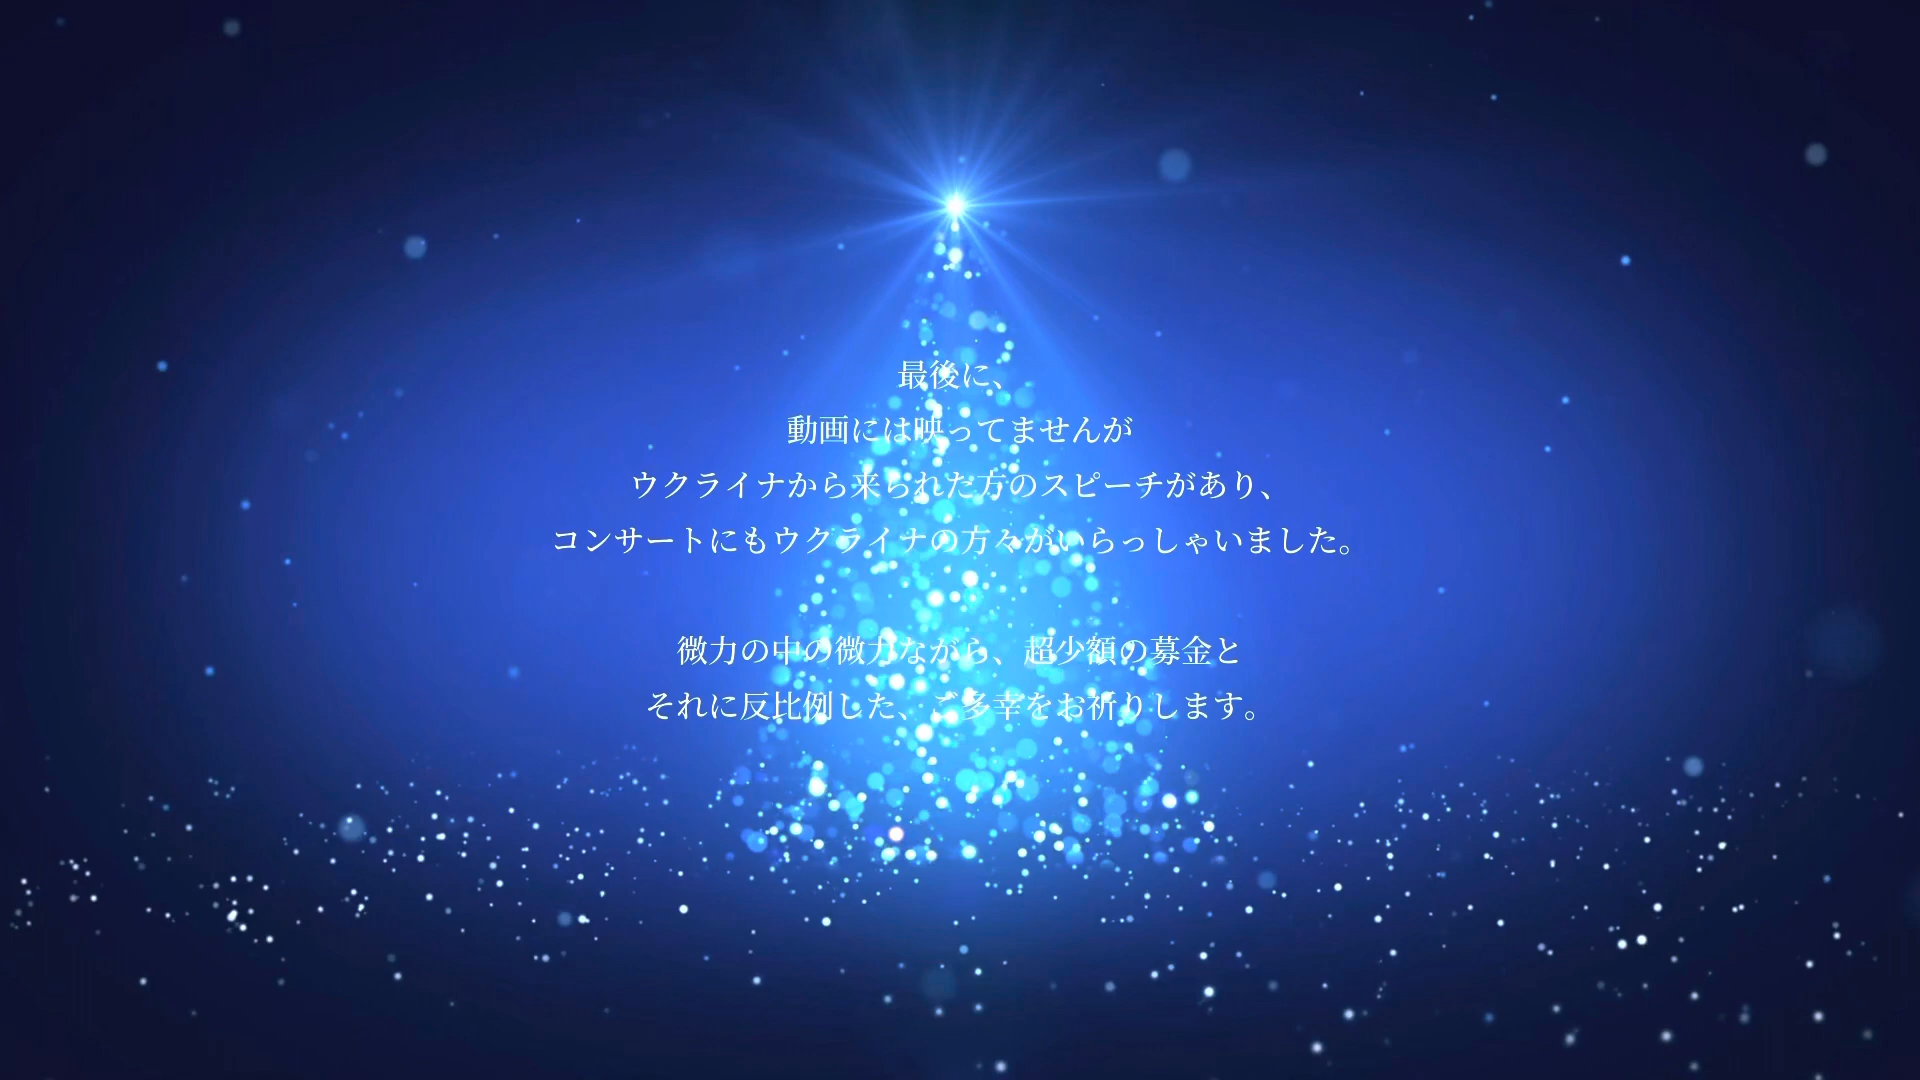 最後に、
動画には映ってませんが
ウクライナから来られた方のスピーチがあり、
コンサートにもウクライナの方々がいらっしゃいました。
微力の中の微力ながら、超少額の募金と
それに反比例した、ご多幸をお祈りします。